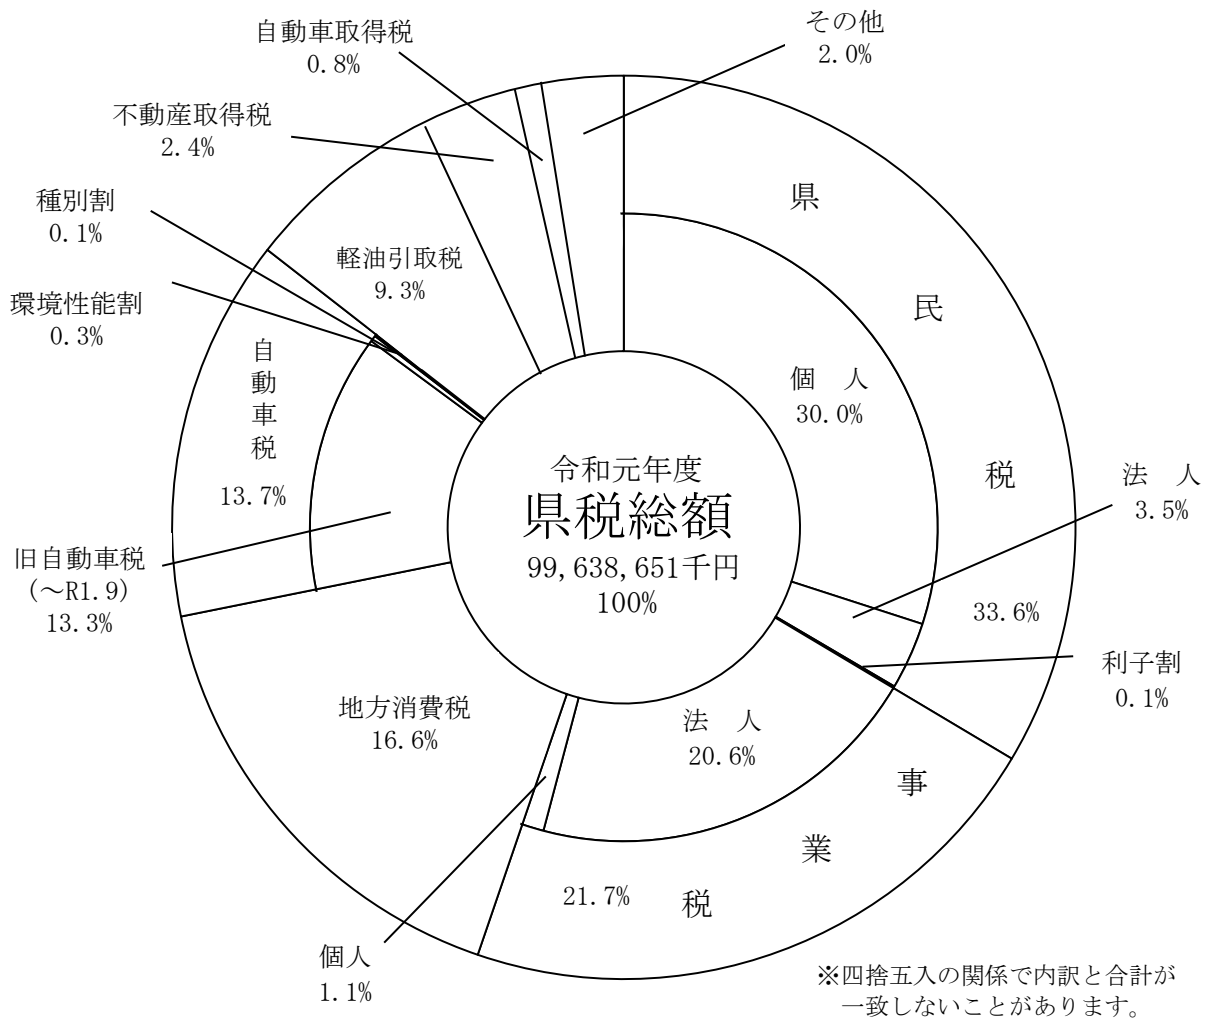 その他
2.0%
自動車取得税
0.8%
不動産取得税
2.4%
種別割
0.1%
環境性能割
0.3%
軽油引取税
9.3%
自動車税
13.7%
旧自動車税
（～R1.9）
13.3%
県民税
33.6%
個　人
30.0%
法　人
3.5%
利子割
0.1%
令和元年度
県税総額
99,638,651千円
100%
地方消費税
16.6%
法　人
20.6%
事業税
21.7%
個人
1.1%
※四捨五入の関係で内訳と合計が
一致しないことがあります。